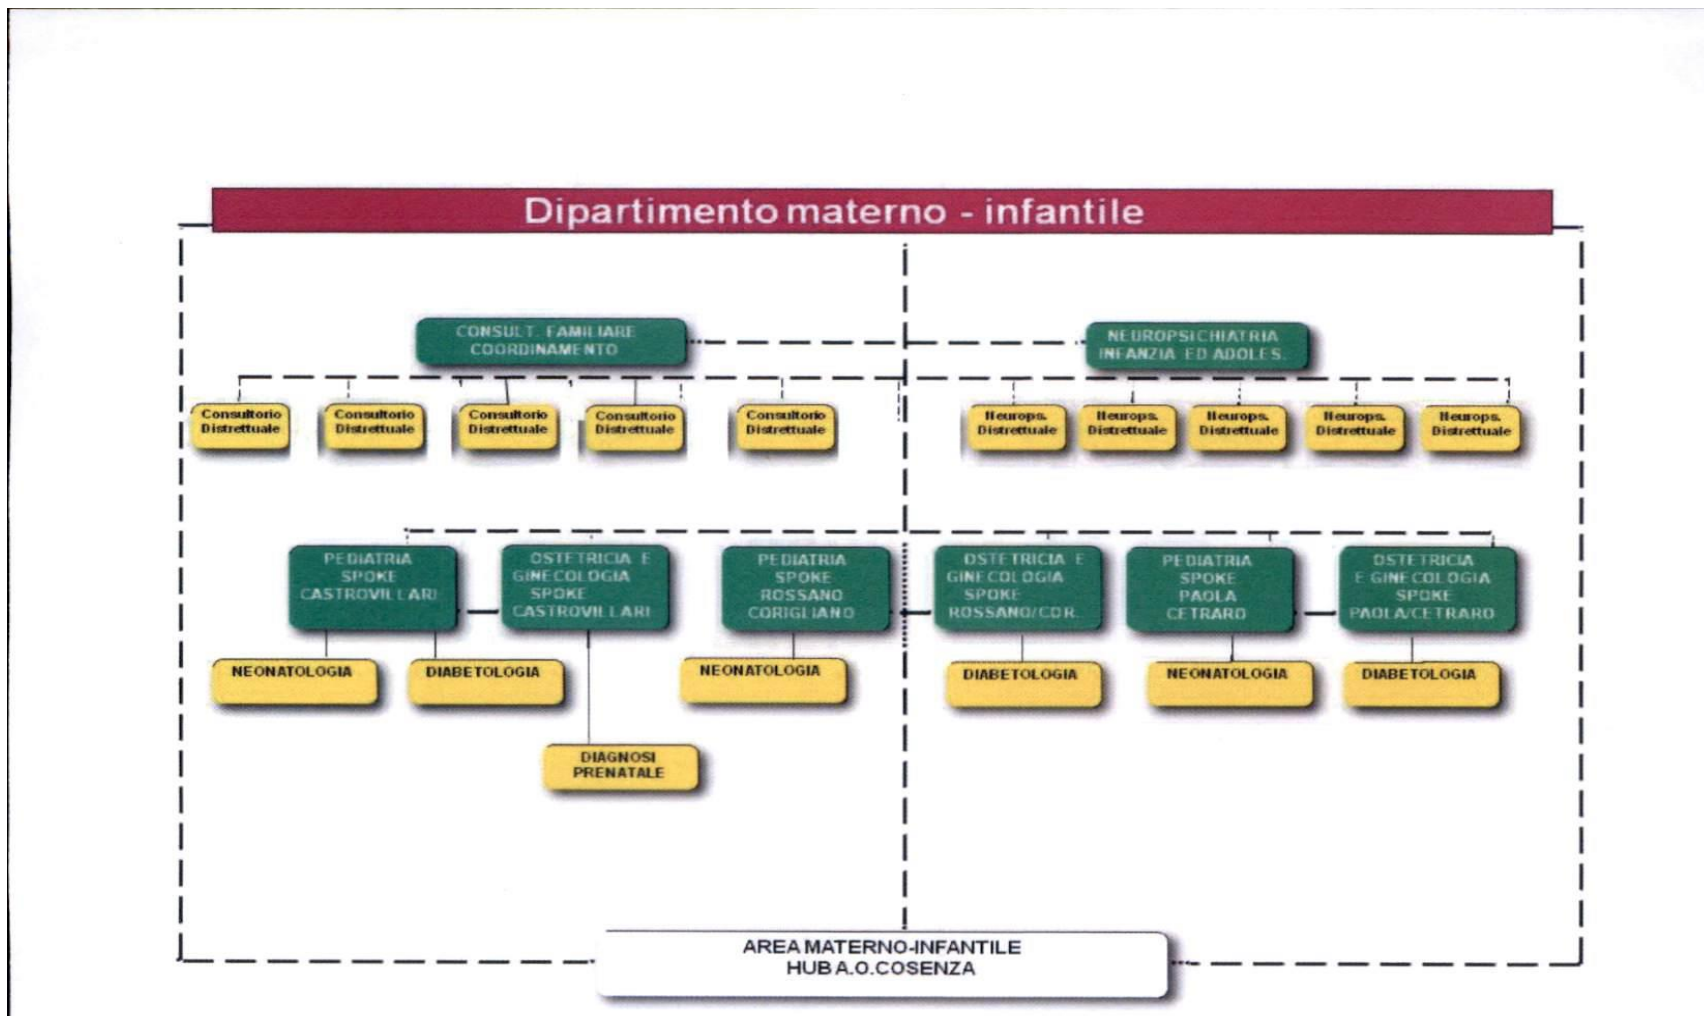 Dipartimento materno - infantile
CONSULT. FAMILIARE
COORDINAMENTO
NEUROPSICHIATRIA
INFANZIA ED ADOLES.
Consultorio
Distrettuale
Consultorio
Distrettuale
Consultorio
Distrettuale
Consultorio
Distrettuale
Consultorio
Distrettuale
Neurops.
Distrettuale
Neurops.
Distrettuale
Neurops.
Distrettuale
Neurops.
Distrettuale
Neurops.
Distrettuale
PEDIATRIA
SPOKE
CASTROVILLARI
OSTETRICIA E
GINECOLOGIA
SPOKE
CASTROVILLARI
PEDIATRIA
SPOKE
ROSSANO
CORIGLIANO
OSTETRICIA E
GINECOLOGIA
SPOKE
ROSSANO/COR.
PEDIATRIA
SPOKE
PAOLA
CETRARO
OSTETRICIA
E GINECOLOGIA
SPOKE
PAOLA/CETRARO
NEONATOLOGIA
DIABETOLOGIA
NEONATOLOGIA
DIABETOLOGIA
NEONATOLOGIA
DIABETOLOGIA
DIAGNOSI
PRENATALE
AREA MATERNO-INFANTILE
HUB A.O.COSENZA